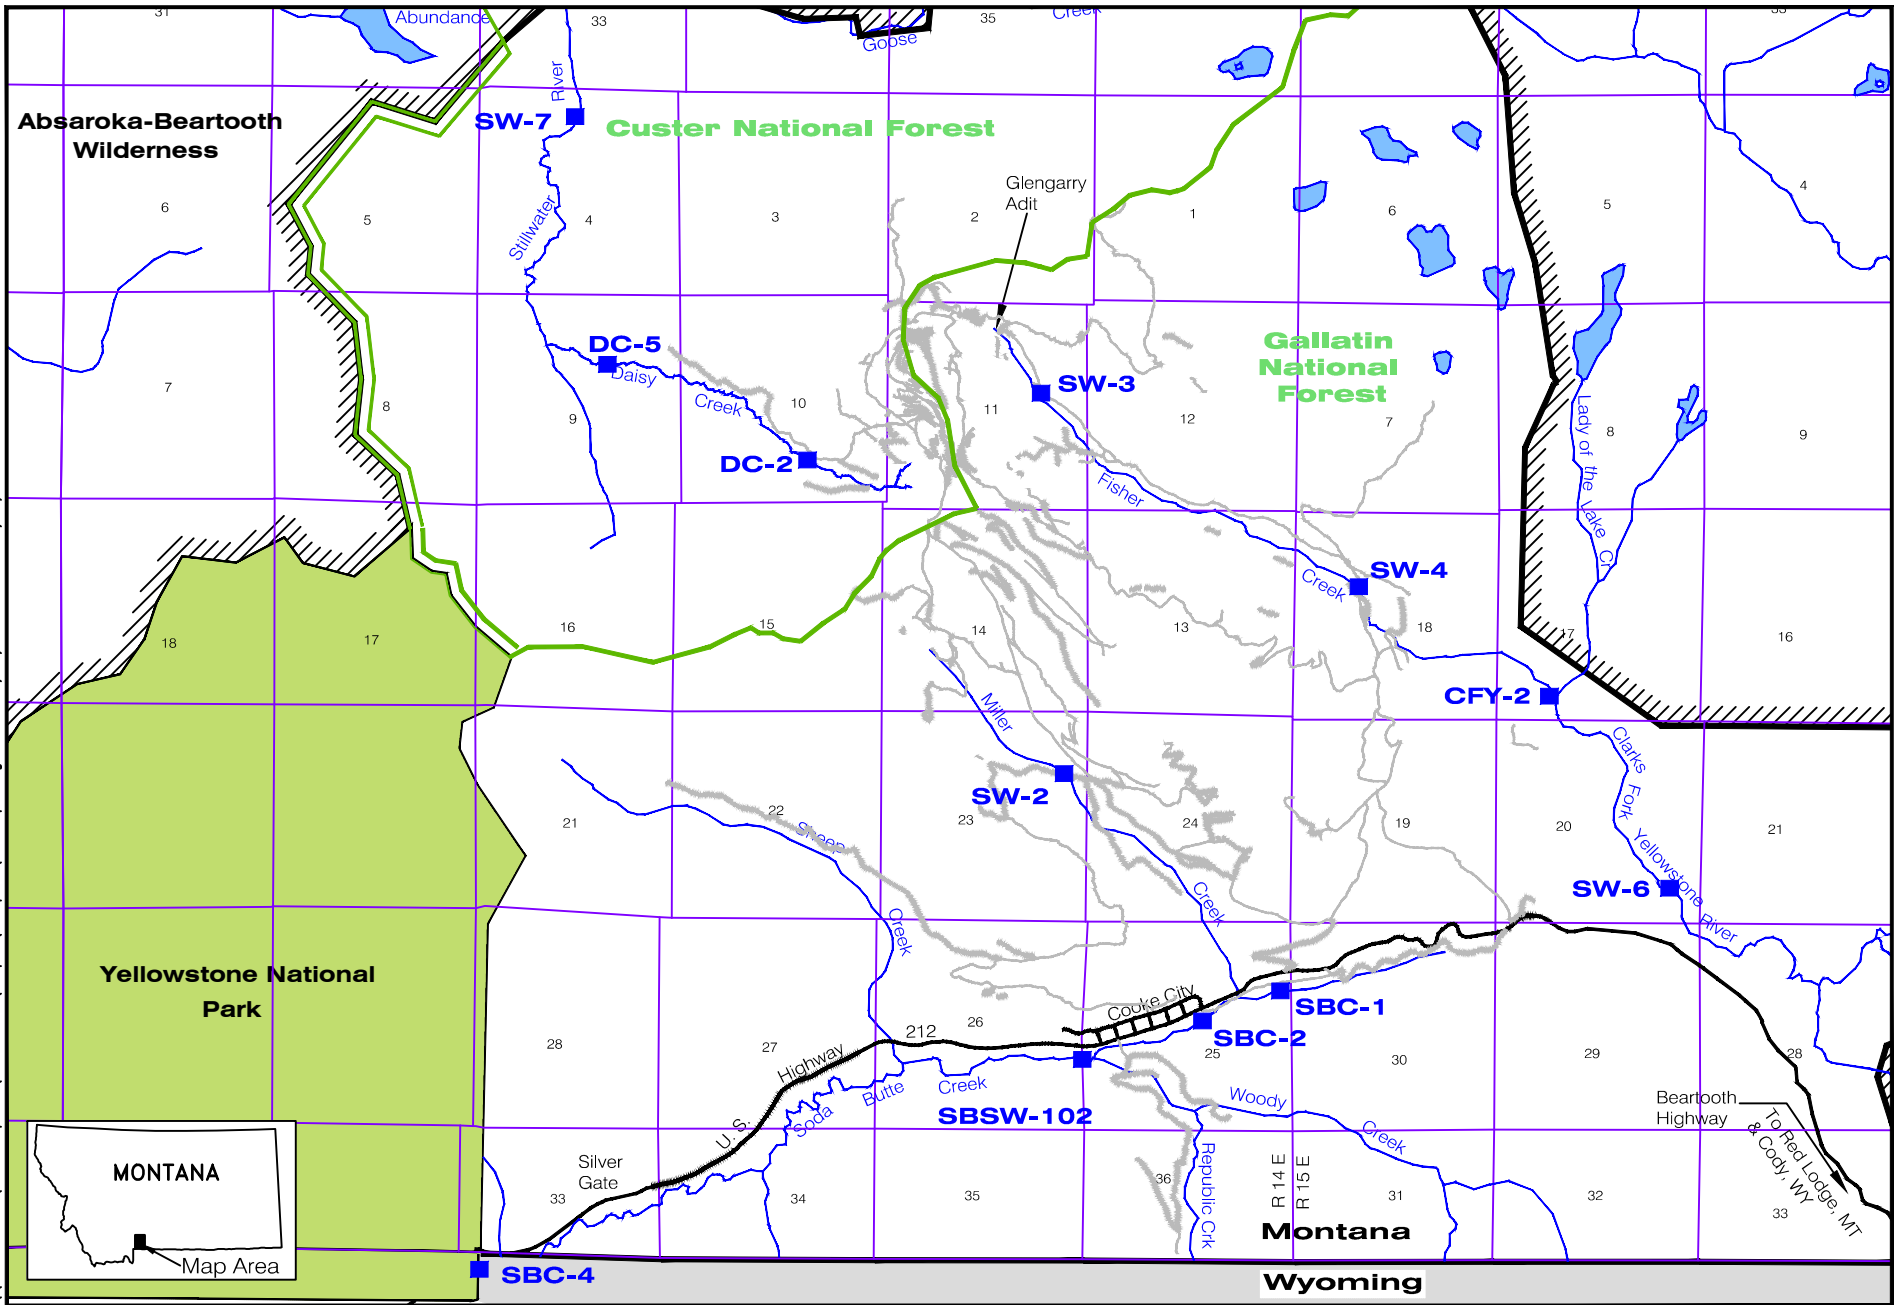 31
Abundance
33
Goose
35
Creek
33
Absaroka-Beartooth
Wilderness
River
SW-7
Custer National Forest
Glengarry
Adit
6
5
Stillwater
4
3
2
1
6
5
4
DC-5
Daisy
Creek
DC-2
SW-3
Gallatin
National
Forest
7
8
9
10
11
12
7
Lady of the Lake Cr
8
9
Fisher
Creek
SW-4
18
17
16
15
14
13
18
17
16
CFY-2
Miller
Creek
SW-2
Clarks
Fork
Yellowstone
River
21
22
Sheep
Creek
23
24
19
20
21
SW-6
Yellowstone National
Park
Cooke City
SBC-1
SBC-2
28
27
212
26
25
30
29
28
U. S.
Highway
Soda
Butte
Creek
SBSW-102
Woody
Creek
Beartooth
Highway
To Red Lodge, MT
& Cody, WY
MONTANA
Map Area
Silver
Gate
33
34
35
36
Republic Crk
R 14 E
R 15 E
31
32
33
Montana
SBC-4
Wyoming